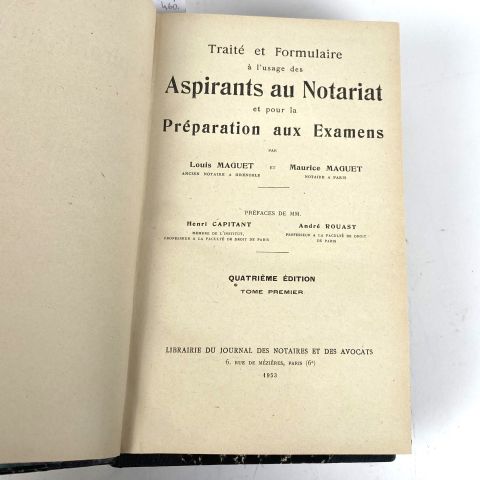 460.
Traité et Formulaire
à l'usage des
Aspirants au Notariat
et pour la
Préparation aux Examens
PAR
Louis MAGUET ET Maurice MAGUET
ANCIEN NOTAIRE A GRENOBLE NOTAIRE A PARIS
PRÉFACES DE MM.
Henri CAPITANT André ROUAST
MEMBRE DE L'INSTITUT, PROFESSEUR A LA FACULTÉ DE DROIT
PROFESSEUR A LA FACULTÉ DE DROIT DE PARIS DE PARIS
QUATRIÈME ÉDITION
TOME PREMIER
LIBRAIRIE DU JOURNAL DES NOTAIRES ET DES AVOCATS
6, RUE DE MÉZIÈRES, PARIS (6e)
1953